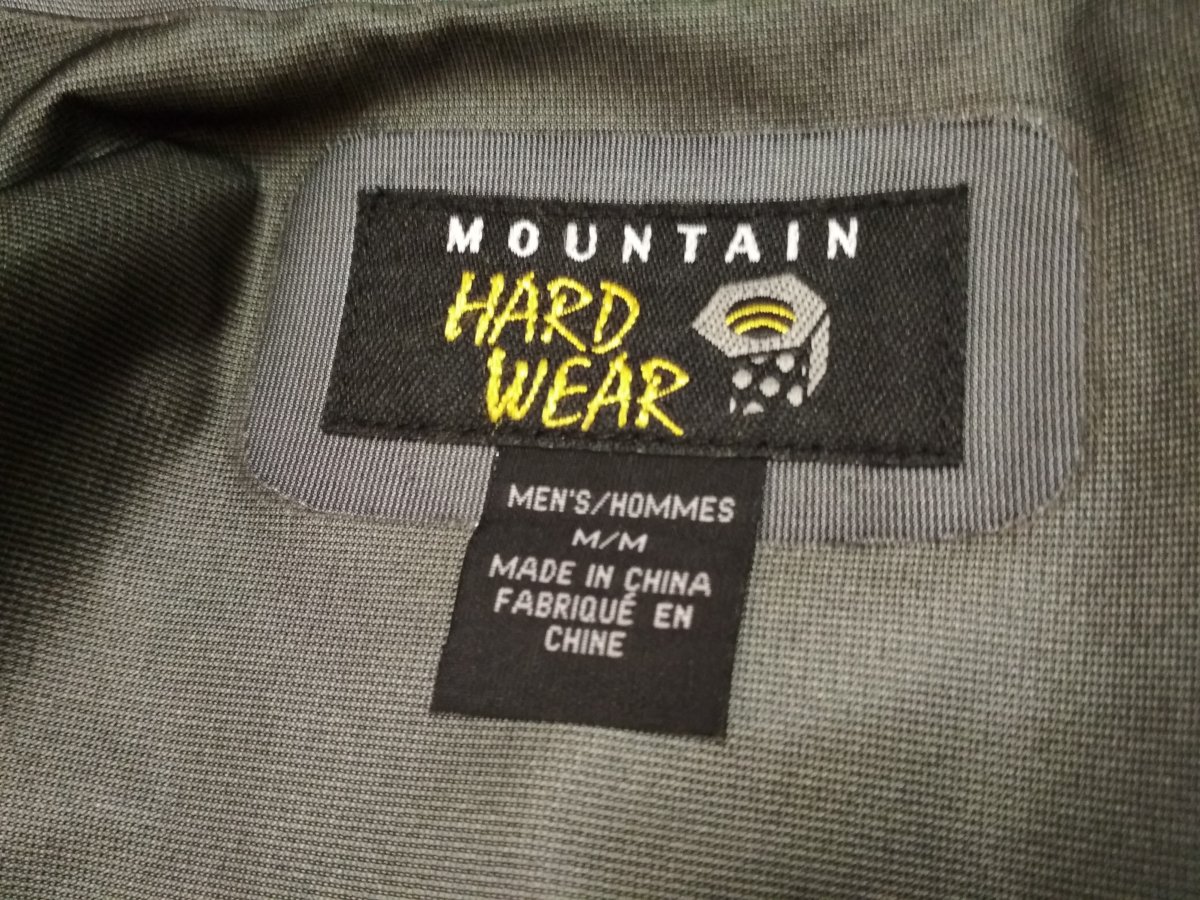 MOUNTAIN
HARD
WEAR
MEN'S/HOMMES
M/M
MADE IN CHINA
FABRIQUÉ EN
CHINE